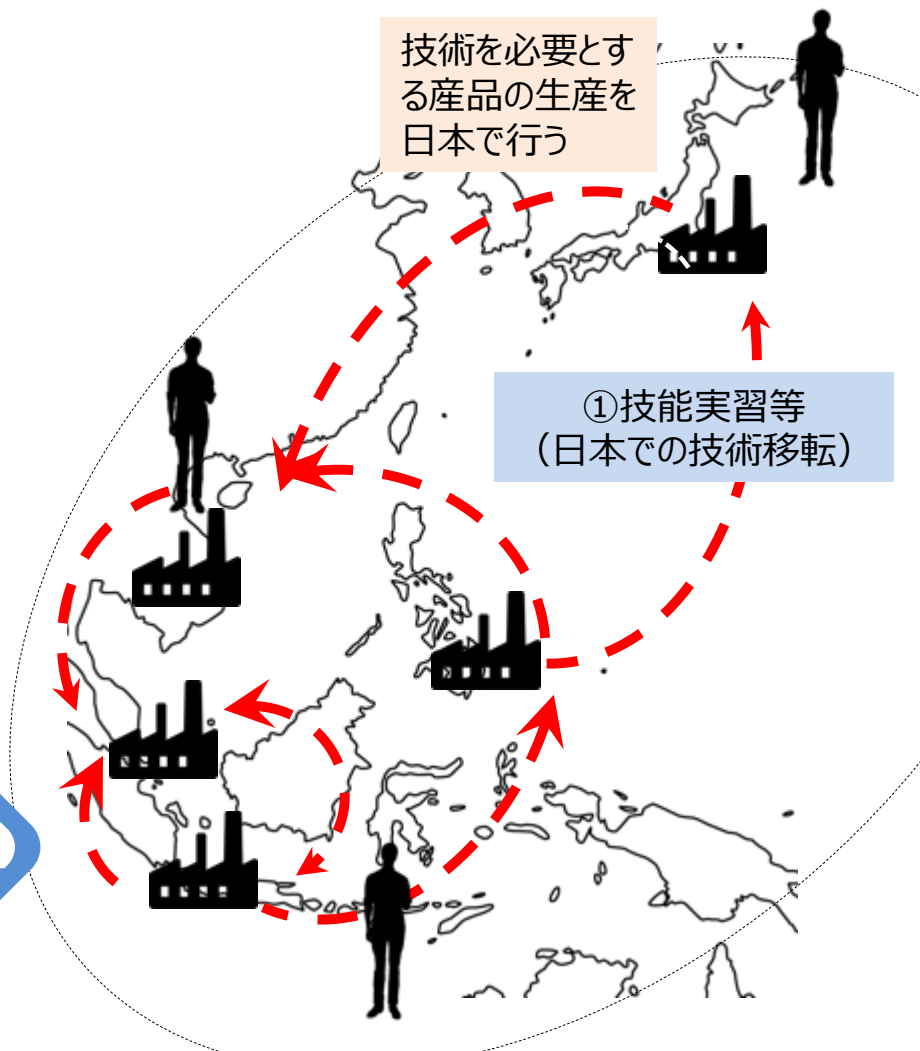 技術を必要とす
る産品の生産を
日本で行う
①技能実習等
（日本での技術移転）